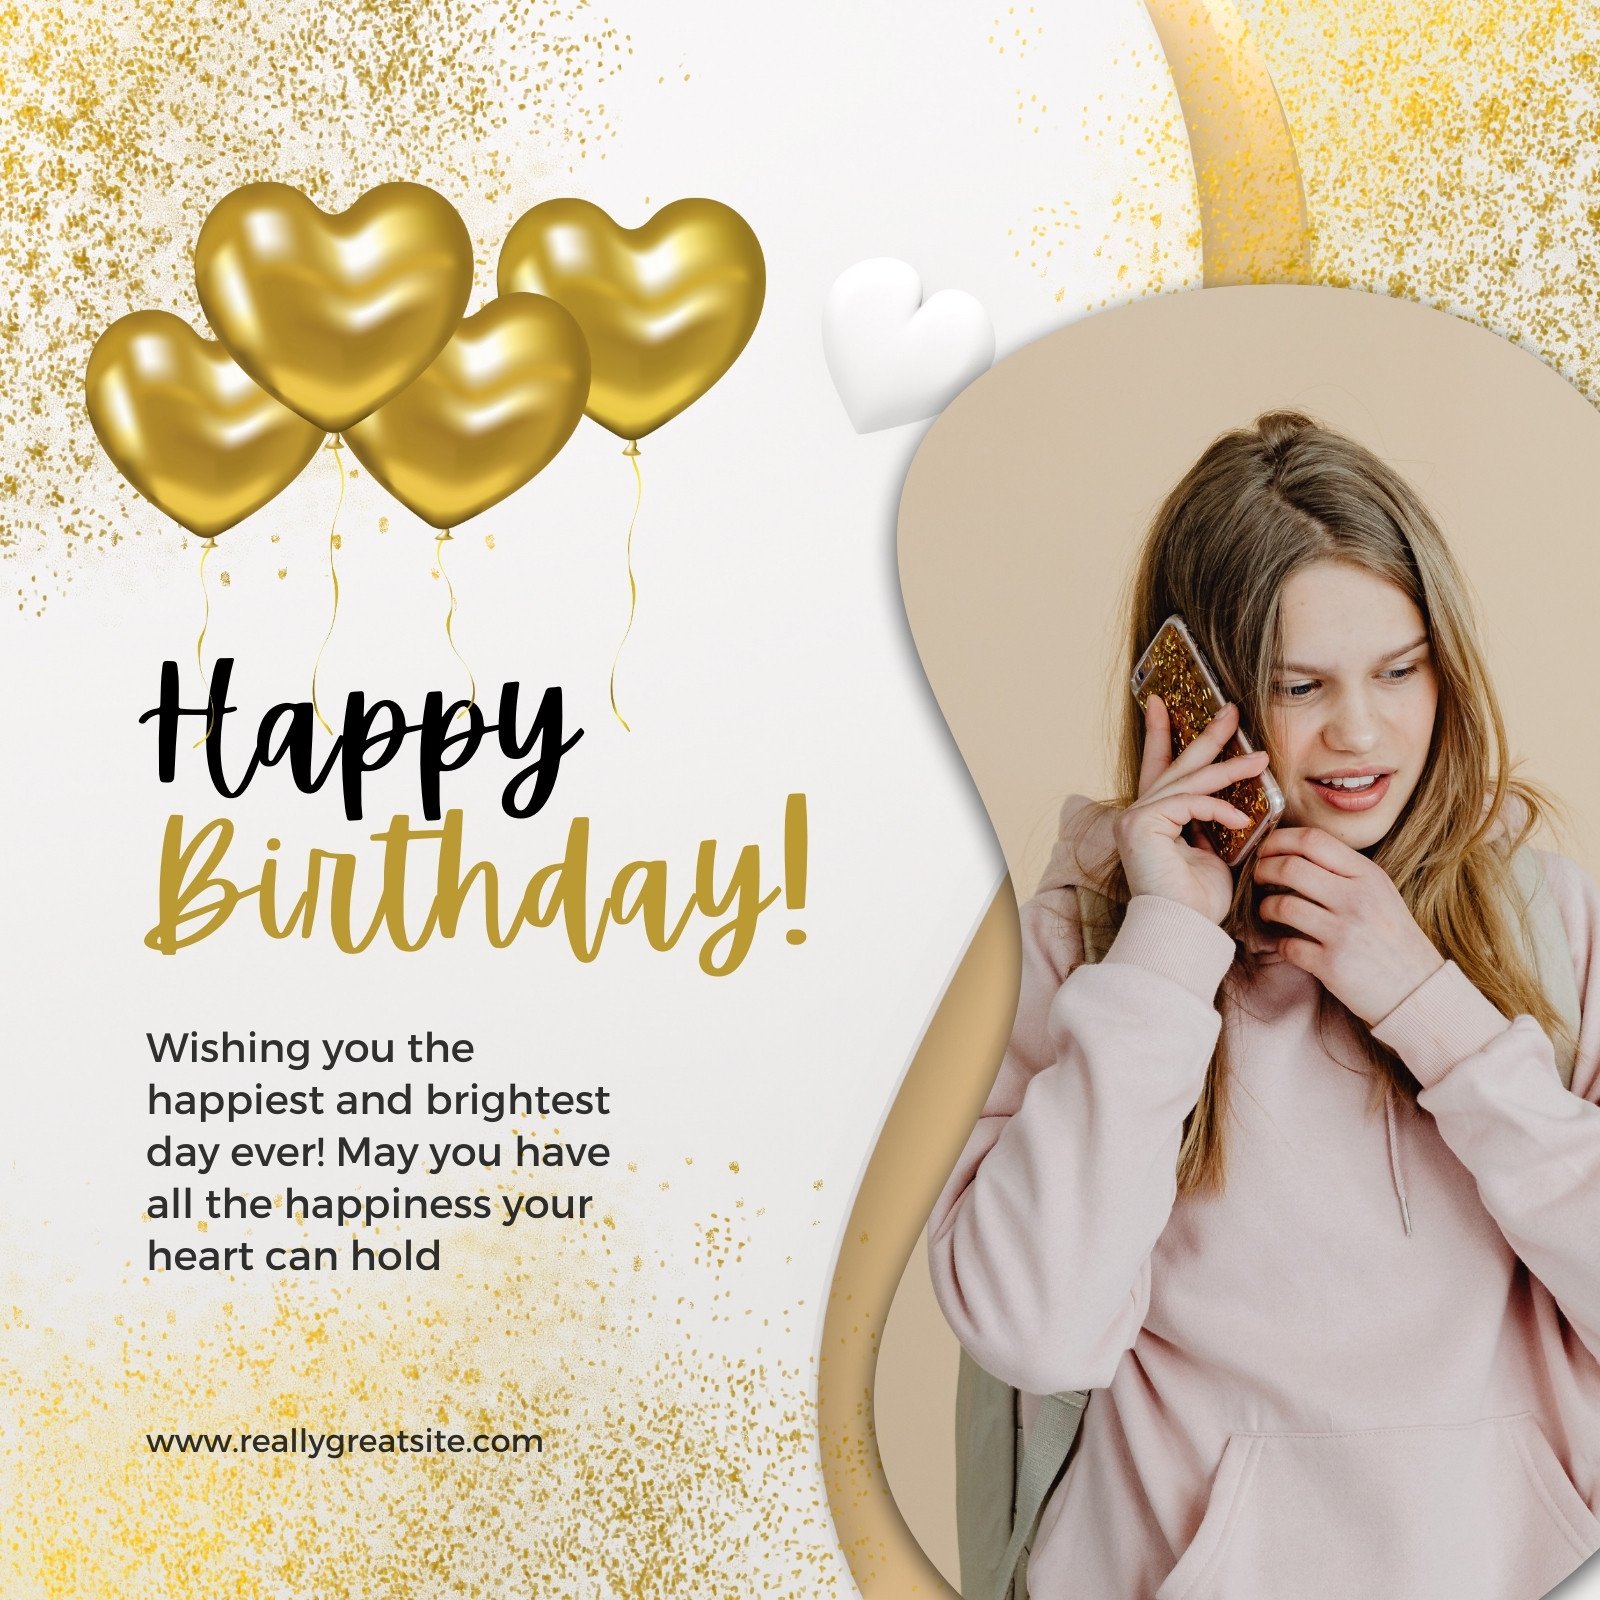 Happy
Birthday!
Wishing you the
happiest and brightest
day ever! May you have
all the happiness your
heart can hold
www.reallygreatsite.com